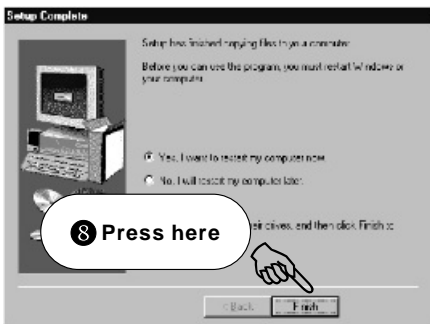 Setup Complete
Setup has finished copying files to your computer.
Before you can use the program, you must restart Windows or
your computer.
Yes, I want to restart my computer now.
No, I will restart my computer later.
8 Press here
drives, and then click Finish to
< Back
Finish